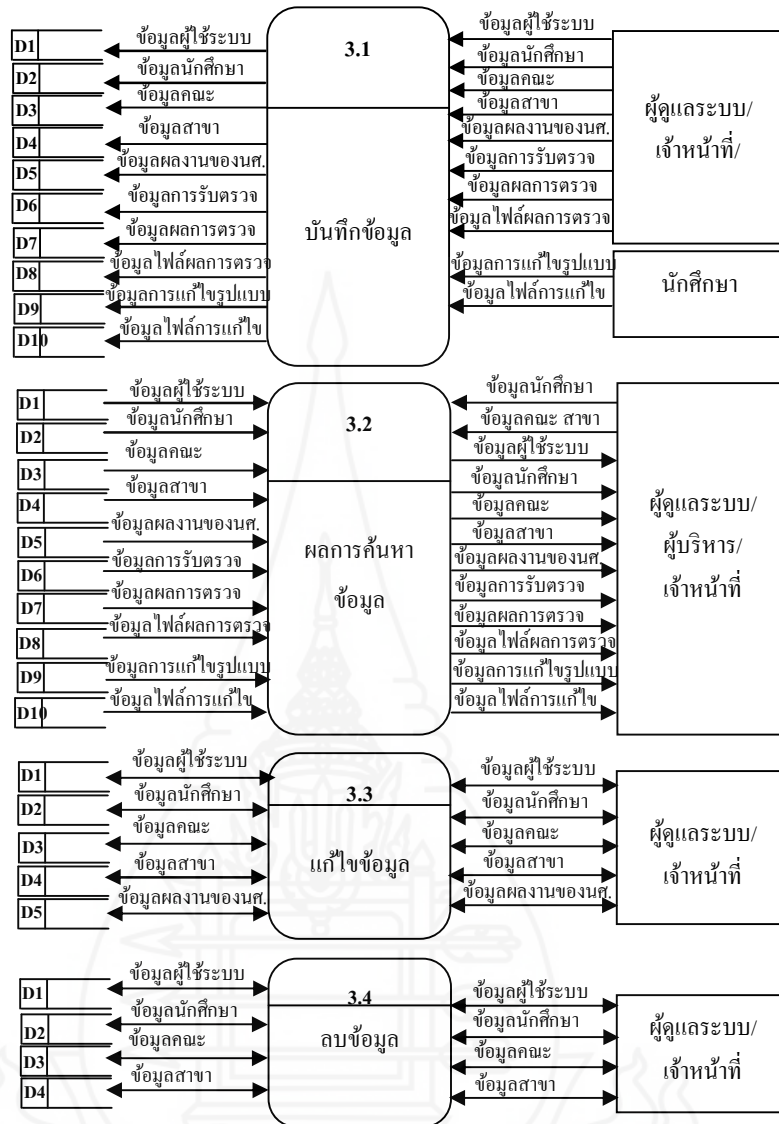 D1
ข้อมูลผู้ใช้ระบบ
D2
ข้อมูลนักศึกษา
D3
ข้อมูลคณะ
D4
ข้อมูลสาขา
D5
ข้อมูลผลงานของนศ.
D6
ข้อมูลการรับตรวจ
D7
ข้อมูลผลการตรวจ
D8
ข้อมูลไฟล์ผลการตรวจ
D9
ข้อมูลการแก้ไขรูปแบบ
D10
ข้อมูลไฟล์การแก้ไข
3.1
บันทึกข้อมูล
ข้อมูลผู้ใช้ระบบ
ข้อมูลนักศึกษา
ข้อมูลคณะ
ข้อมูลสาขา
ข้อมูลผลงานของนศ.
ข้อมูลการรับตรวจ
ข้อมูลผลการตรวจ
ข้อมูลไฟล์ผลการตรวจ
ข้อมูลการแก้ไขรูปแบบ
ข้อมูลไฟล์การแก้ไข
ผู้ดูแลระบบ/
เจ้าหน้าที่/
นักศึกษา
D1
ข้อมูลผู้ใช้ระบบ
D2
ข้อมูลนักศึกษา
D3
ข้อมูลคณะ
D4
ข้อมูลสาขา
D5
ข้อมูลผลงานของนศ.
D6
ข้อมูลการรับตรวจ
D7
ข้อมูลผลการตรวจ
D8
ข้อมูลไฟล์ผลการตรวจ
D9
ข้อมูลการแก้ไขรูปแบบ
D10
ข้อมูลไฟล์การแก้ไข
3.2
ผลการค้นหา
ข้อมูล
ข้อมูลนักศึกษา
ข้อมูลคณะ สาขา
ข้อมูลผู้ใช้ระบบ
ข้อมูลนักศึกษา
ข้อมูลคณะ
ข้อมูลสาขา
ข้อมูลผลงานของนศ.
ข้อมูลการรับตรวจ
ข้อมูลผลการตรวจ
ข้อมูลไฟล์ผลการตรวจ
ข้อมูลการแก้ไขรูปแบบ
ข้อมูลไฟล์การแก้ไข
ผู้ดูแลระบบ/
ผู้บริหาร/
เจ้าหน้าที่
D1
ข้อมูลผู้ใช้ระบบ
D2
ข้อมูลนักศึกษา
D3
ข้อมูลคณะ
D4
ข้อมูลสาขา
D5
ข้อมูลผลงานของนศ.
3.3
แก้ไขข้อมูล
ข้อมูลผู้ใช้ระบบ
ข้อมูลนักศึกษา
ข้อมูลคณะ
ข้อมูลสาขา
ข้อมูลผลงานของนศ.
ผู้ดูแลระบบ/
เจ้าหน้าที่
D1
ข้อมูลผู้ใช้ระบบ
D2
ข้อมูลนักศึกษา
D3
ข้อมูลคณะ
D4
ข้อมูลสาขา
3.4
ลบข้อมูล
ข้อมูลผู้ใช้ระบบ
ข้อมูลนักศึกษา
ข้อมูลคณะ
ข้อมูลสาขา
ผู้ดูแลระบบ/
เจ้าหน้าที่